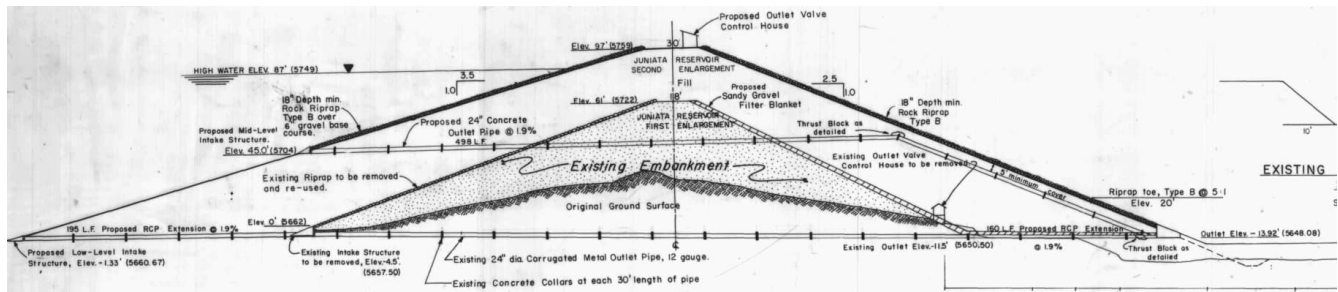 Proposed Outlet Valve
Control House
Elev. 97' (5759)
30'
HIGH WATER ELEV. 87' (5749)
3.5
1.0
JUNIATA RESERVOIR
SECOND ENLARGEMENT
Fill
2.5
1.0
Proposed
Sandy Gravel
Filter Blanket
Elev. 61' (5722)
18'
18" Depth min.
Rock Riprap
Type B over
6" gravel base
course.
18" Depth min.
Rock Riprap
Type B
Proposed Mid-Level
Intake Structure.
Proposed 24" Concrete
Outlet Pipe @ 1.9%
498 L.F.
JUNIATA RESERVOIR
FIRST ENLARGEMENT
Thrust Block as
detailed
10'
Elev. 45.0' (5704)
Existing Embankment
Existing Outlet Valve
Control House to be removed
EXISTING
Existing Riprap to be removed
and re-used.
5' minimum cover
Riprap toe, Type B @ 5:1
Elev. 20'
Original Ground Surface
Elev. 0' (5662)
195 L.F. Proposed RCP Extension @ 1.9%
160 L.F. Proposed RCP Extension
@ 1.9%
Outlet Elev.-13.92' (5648.08)
Proposed Low-Level Intake
Structure, Elev.-1.33' (5660.67)
Existing Intake Structure
to be removed, Elev.-4.5'
(5657.50)
Existing 24" dia. Corrugated Metal Outlet Pipe, 12 gauge.
Existing Concrete Collars at each 30' length of pipe
Existing Outlet Elev.-11.5' (5650.50)
Thrust Block as
detailed